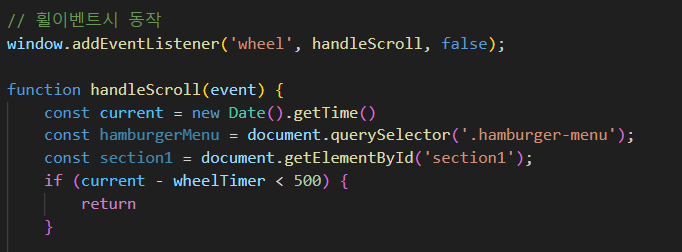 // 휠이벤트시 동작
window.addEventListener('wheel', handleScroll, false);
function handleScroll(event) {
const current = new Date().getTime()
const hamburgerMenu = document.querySelector('.hamburger-menu');
const section1 = document.getElementById('section1');
if (current - wheelTimer < 500) {
return
}